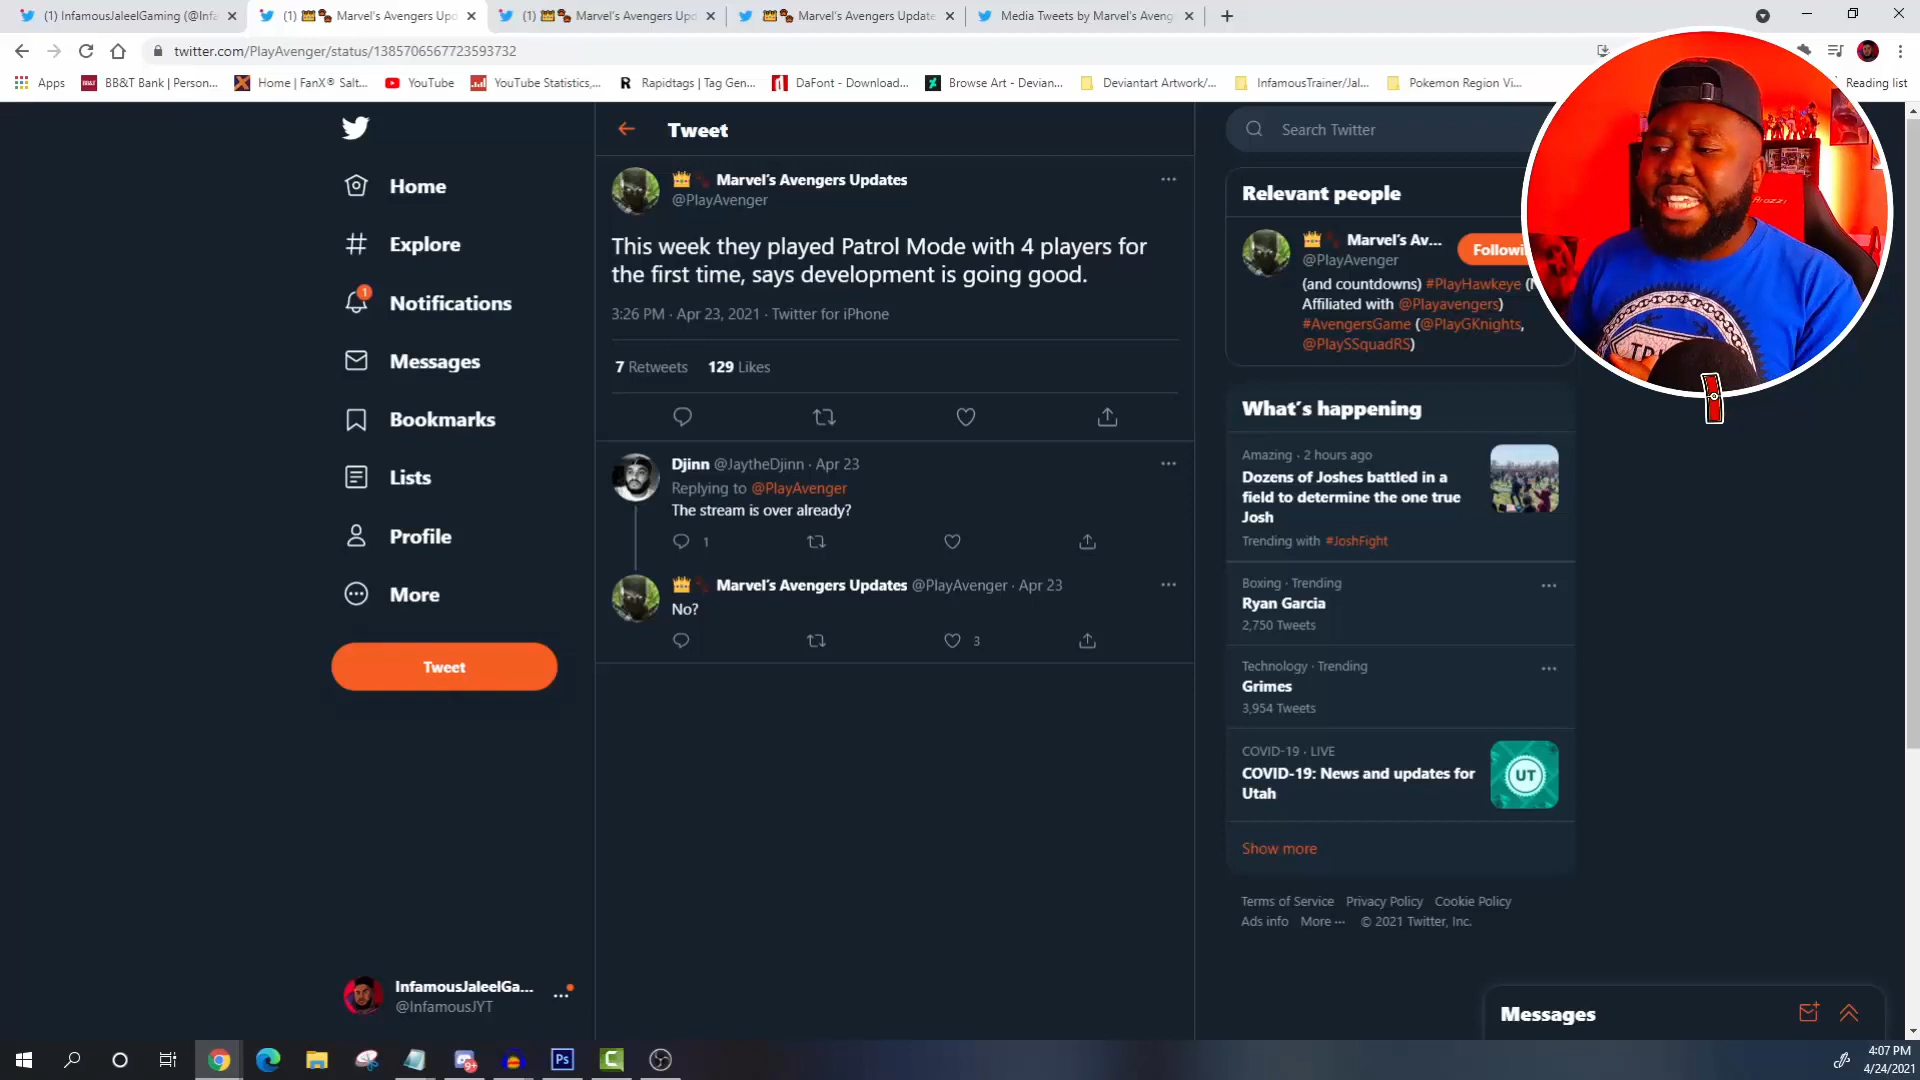 (1) InfamousJaleelGaming (@Infa
(1) Marvel's Avengers Upd
(1) Marvel's Avengers Upd
Marvel's Avengers Update
Media Tweets by Marvel's Aveng
twitter.com/PlayAvenger/status/1385706567723593732
Apps
BB&T Bank | Person...
Home | FanX® Salt...
YouTube
YouTube Statistics,...
Rapidtags | Tag Gen...
DaFont - Download...
Browse Art - Devian...
Deviantart Artwork/...
InfamousTrainer/Jal...
Pokemon Region Vi...
Reading list
Home
Explore
1
Notifications
Messages
Bookmarks
Lists
Profile
More
Tweet
InfamousJaleelGa...
@InfamousJYT
Tweet
Marvel's Avengers Updates
@PlayAvenger
This week they played Patrol Mode with 4 players for
the first time, says development is going good.
3:26 PM · Apr 23, 2021 · Twitter for iPhone
7 Retweets 129 Likes
Djinn @JaytheDjinn · Apr 23
Replying to @PlayAvenger
The stream is over already?
1
Marvel's Avengers Updates @PlayAvenger · Apr 23
No?
3
Search Twitter
Relevant people
Marvel's Av...
@PlayAvenger
(and countdowns) #PlayHawkeye (
Affiliated with @Playavengers)
#AvengersGame (@PlayGKnights,
@PlaySSquadRS)
What's happening
Amazing · 2 hours ago
Dozens of Joshes battled in a
field to determine the one true
Josh
Trending with #JoshFight
Boxing · Trending
Ryan Garcia
2,750 Tweets
Technology · Trending
Grimes
3,954 Tweets
COVID-19 · LIVE
COVID-19: News and updates for
Utah
UT
Show more
Terms of Service Privacy Policy Cookie Policy
Ads info More ··· © 2021 Twitter, Inc.
Messages
9+
Ps
4:07 PM
4/24/2021